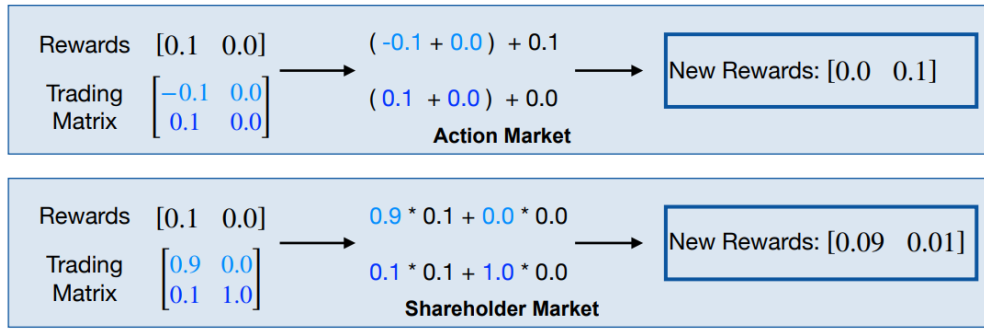 Rewards [0.1 0.0]
Trading Matrix [−0.1 0.0
0.1 0.0]
(-0.1 + 0.0) + 0.1
(0.1 + 0.0) + 0.0
New Rewards: [0.0 0.1]
Action Market
Rewards [0.1 0.0]
Trading Matrix [0.9 0.0
0.1 1.0]
0.9 * 0.1 + 0.0 * 0.0
0.1 * 0.1 + 1.0 * 0.0
New Rewards: [0.09 0.01]
Shareholder Market